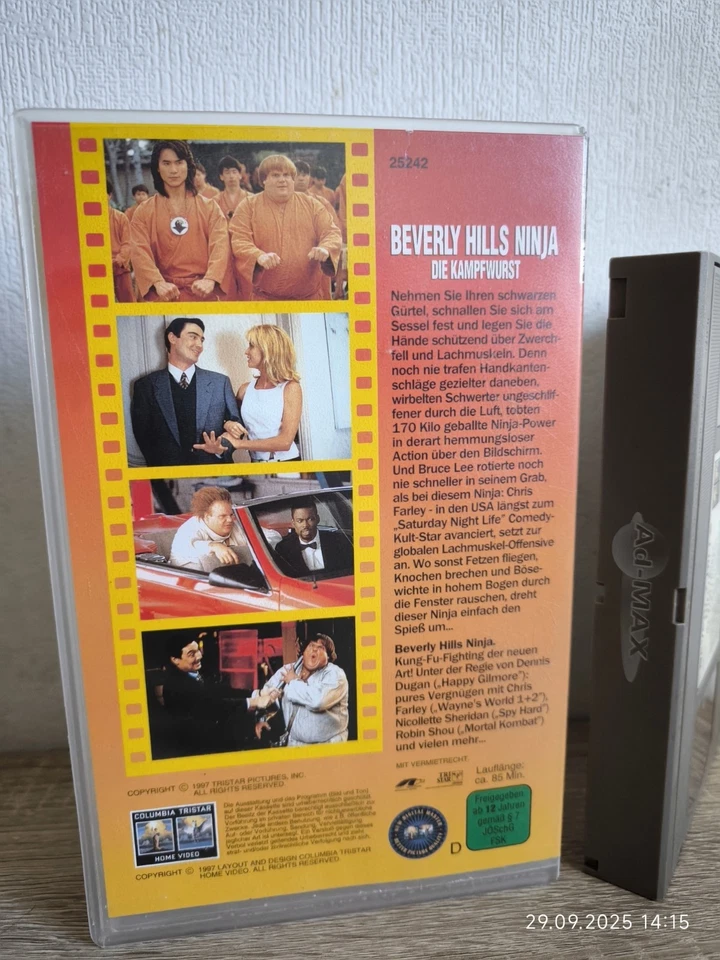 25242
BEVERLY HILLS NINJA
DIE KAMPFWURST
Nehmen Sie Ihren schwarzen
Gürtel, schnallen Sie sich am
Sessel fest und legen Sie die
Hände schützend über Zwerch-
fell und Lachmuskeln. Denn
noch nie trafen Handkanten-
schläge gezielter daneben,
wirbelten Schwerter ungeschlif-
fener durch die Luft, tobten
170 Kilo geballte Ninja-Power
in derart hemmungsloser
Action über den Bildschirm.
Und Bruce Lee rotierte noch
nie schneller in seinem Grab,
als bei diesem Ninja: Chris
Farley - in den USA längst zum
„Saturday Night Life“ Comedy-
Kult-Star avanciert, setzt zur
globalen Lachmuskel-Offensive
an. Wo sonst Fetzen fliegen,
Knochen brechen und Böse-
wichte in hohem Bogen durch
die Fenster rauschen, dreht
dieser Ninja einfach den
Spieß um...
Beverly Hills Ninja.
Kung-Fu-Fighting der neuen
Art! Unter der Regie von Dennis
Dugan („Happy Gilmore“):
pures Vergnügen mit Chris
Farley („Wayne's World 1+2“),
Nicollette Sheridan („Spy Hard“)
Robin Shou („Mortal Kombat“)
und vielen mehr...
MIT VERMIETRECHT.
Lauflänge:
ca. 85 Min.
COPYRIGHT © 1997 TRISTAR PICTURES, INC.
ALL RIGHTS RESERVED.
COLUMBIA TRISTAR
HOME VIDEO
COPYRIGHT © 1997 LAYOUT AND DESIGN COLUMBIA TRISTAR
HOME VIDEO. ALL RIGHTS RESERVED.
D
Freigegeben
ab 12 Jahren
gemäß § 7
JÖSchG
FSK
Ad-MAX
29.09.2025 14:15